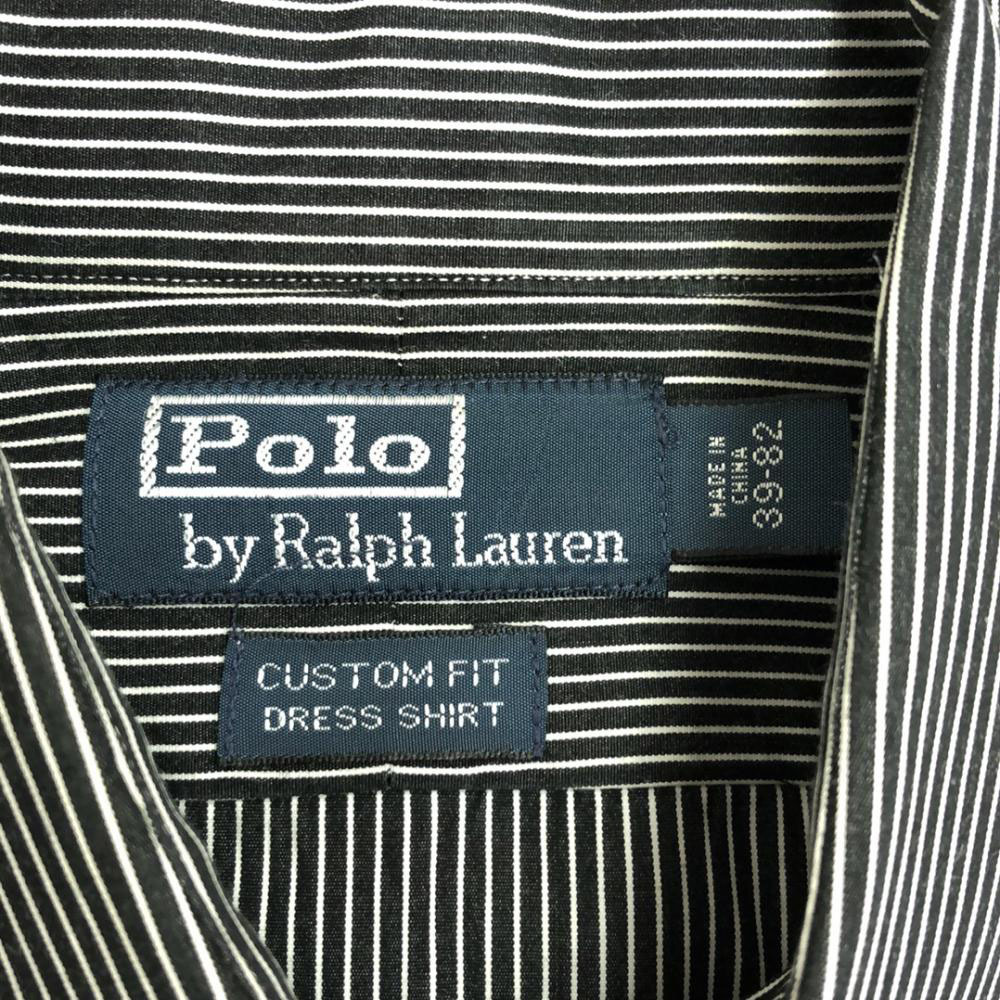 Polo
by Ralph Lauren
MADE IN
CHINA
39-82
CUSTOM FIT
DRESS SHIRT